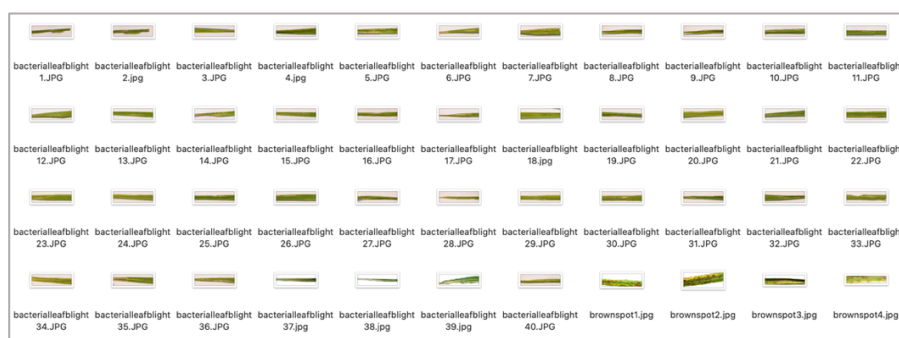 bacterialleafblight bacterialleafblight bacterialleafblight bacterialleafblight bacterialleafblight bacterialleafblight bacterialleafblight bacterialleafblight bacterialleafblight bacterialleafblight bacterialleafblight
1.JPG 2.jpg 3.JPG 4.jpg 5.JPG 6.JPG 7.JPG 8.JPG 9.JPG 10.JPG 11.JPG
bacterialleafblight bacterialleafblight bacterialleafblight bacterialleafblight bacterialleafblight bacterialleafblight bacterialleafblight bacterialleafblight bacterialleafblight bacterialleafblight bacterialleafblight
12.JPG 13.JPG 14.JPG 15.JPG 16.JPG 17.JPG 18.jpg 19.JPG 20.JPG 21.JPG 22.JPG
bacterialleafblight bacterialleafblight bacterialleafblight bacterialleafblight bacterialleafblight bacterialleafblight bacterialleafblight bacterialleafblight bacterialleafblight bacterialleafblight bacterialleafblight
23.JPG 24.JPG 25.JPG 26.JPG 27.JPG 28.JPG 29.JPG 30.JPG 31.JPG 32.JPG 33.JPG
bacterialleafblight bacterialleafblight bacterialleafblight bacterialleafblight bacterialleafblight bacterialleafblight bacterialleafblight brownspot1.jpg brownspot2.jpg brownspot3.jpg brownspot4.jpg
34.JPG 35.JPG 36.JPG 37.jpg 38.jpg 39.jpg 40.JPG